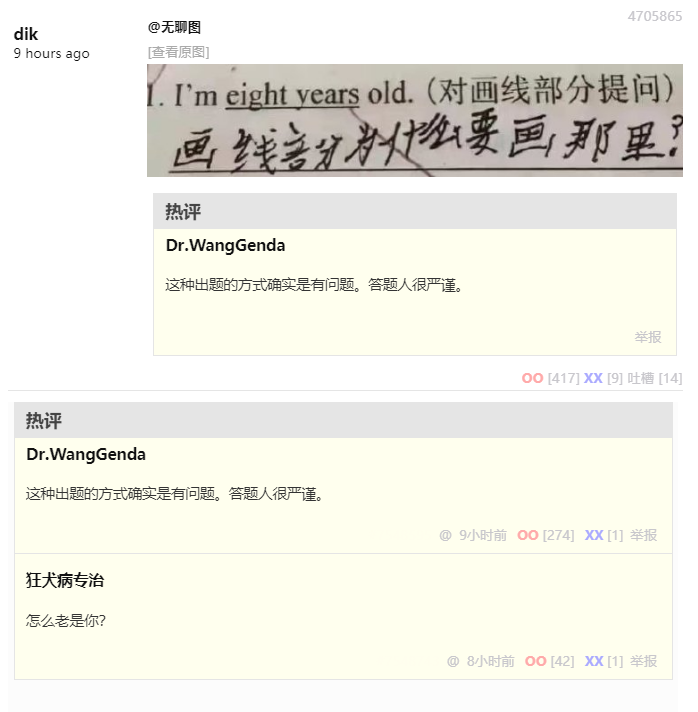 4705865
dik
9 hours ago
@无聊图
[查看原图]
1. I'm eight years old. (对画线部分提问)
画线部分为什么要画那里?
热评
Dr.WangGenda
这种出题的方式确实是有问题。答题人很严谨。
举报
OO [417] XX [9] 吐槽 [14]
热评
Dr.WangGenda
这种出题的方式确实是有问题。答题人很严谨。
@ 9小时前 OO [274] XX [1] 举报
狂犬病专治
怎么老是你?
@ 8小时前 OO [42] XX [1] 举报